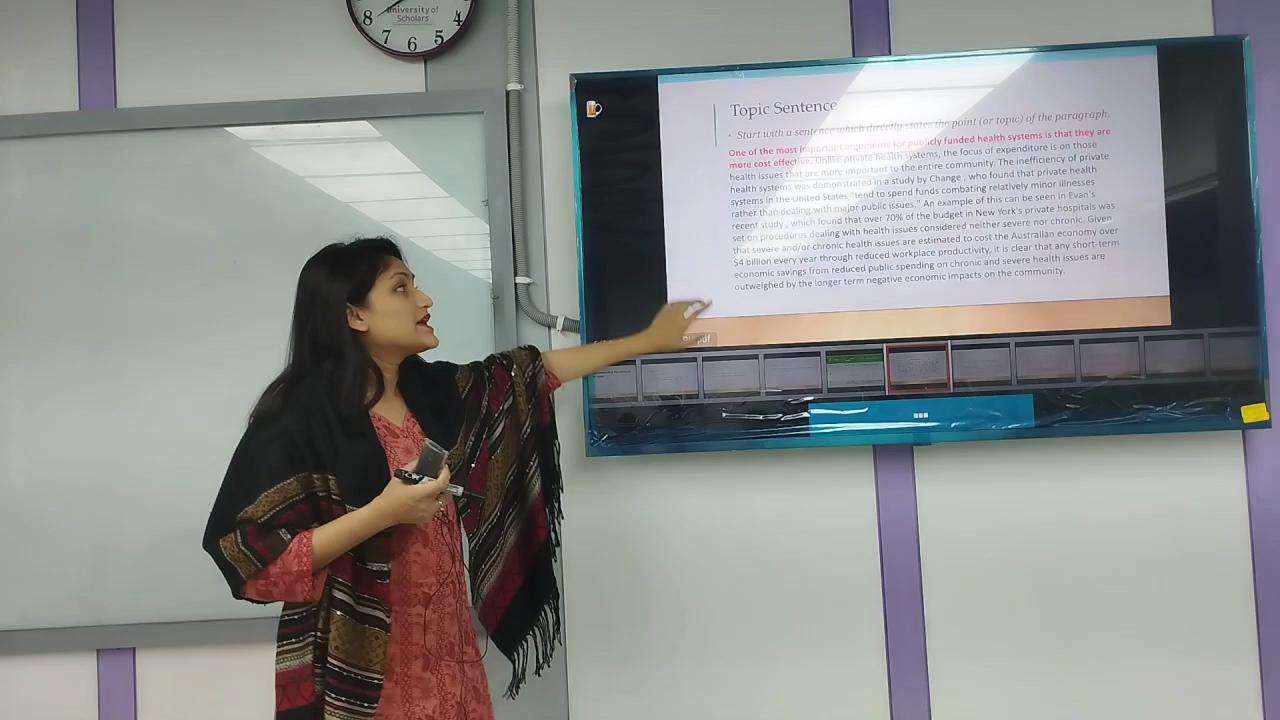 University of
Scholars
8
4
7
6
5
Topic Sentence
Start with a sentence which directly states the point (or topic) of the paragraph.
One of the most important arguments for publicly funded health systems is that they are
more cost effective. Unlike private health systems, the focus of expenditure is on those
health issues that are more important to the entire community. The inefficiency of private
health systems was demonstrated in a study by Change , who found that private health
systems in the United States "tend to spend funds combating relatively minor illnesses
rather than dealing with major public issues." An example of this can be seen in Evan's
recent study , which found that over 70% of the budget in New York's private hospitals was
set on procedures dealing with health issues considered neither severe nor chronic. Given
that severe and/or chronic health issues are estimated to cost the Australian economy over
$4 billion every year through reduced workplace productivity, it is clear that any short-term
economic savings from reduced public spending on chronic and severe health issues are
outweighed by the longer term negative economic impacts on the community.